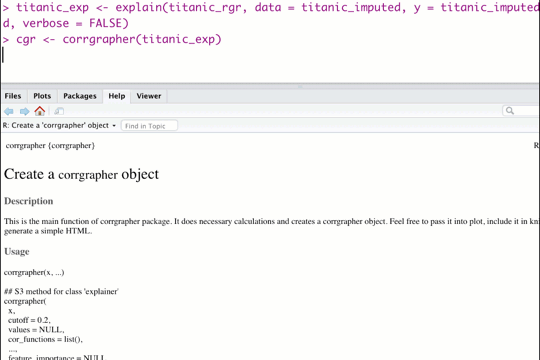 > titanic_exp <- explain(titanic_rgr, data = titanic_imputed, y = titanic_imputed
d, verbose = FALSE)
> cgr <- corrgrapher(titanic_exp)
Files Plots Packages Help Viewer
R: Create a 'corrgrapher' object Find in Topic
corrgrapher {corrgrapher} R
Create a corrgrapher object
Description
This is the main function of corrgrapher package. It does necessary calculations and creates a corrgrapher object. Feel free to pass it into plot, include it in kn
generate a simple HTML.
Usage
corrgrapher(x, ...)
## S3 method for class 'explainer'
corrgrapher(
x,
cutoff = 0.2,
values = NULL,
cor_functions = list(),
...,
feature_importance = NULL,